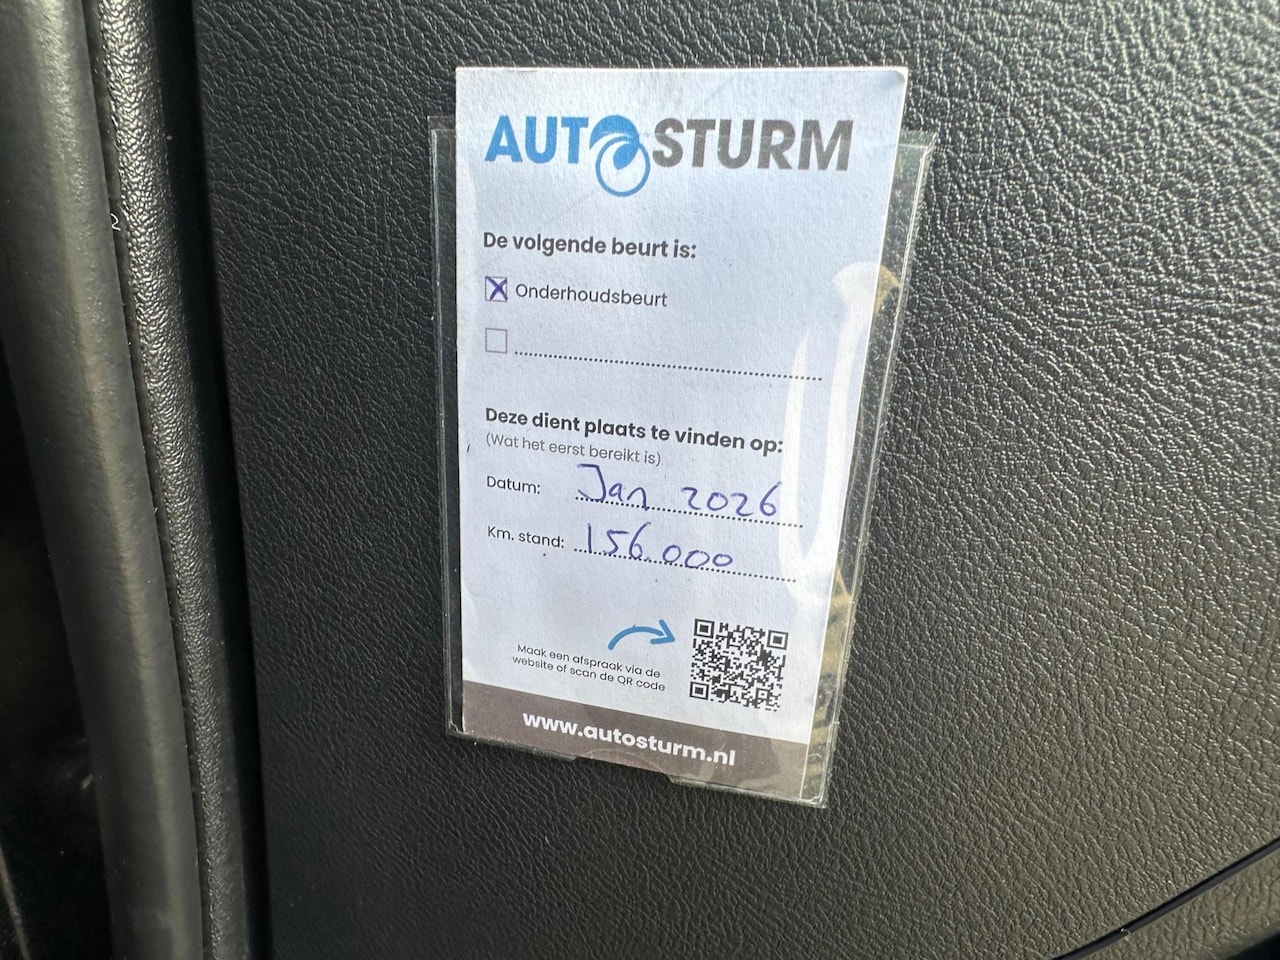 AUTOSTURM
De volgende beurt is:
Onderhoudsbeurt
Deze dient plaats te vinden op:
(Wat het eerst bereikt is)
Datum: Jan 2026
Km. stand: 156.000
Maak een afspraak via de
website of scan de QR code
www.autosturm.nl